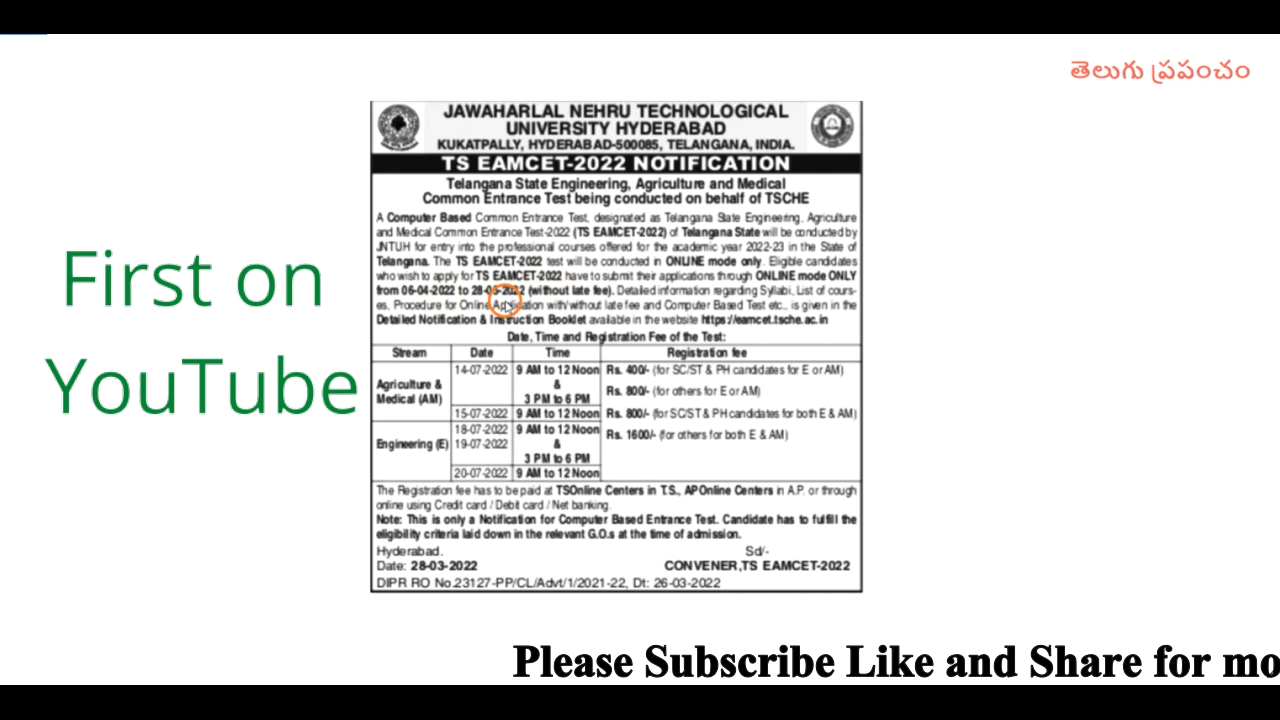 తెలుగు ప్రపంచం
First on
YouTube
JAWAHARLAL NEHRU TECHNOLOGICAL
UNIVERSITY HYDERABAD
KUKATPALLY, HYDERABAD-500085, TELANGANA, INDIA.
TS EAMCET-2022 NOTIFICATION
Telangana State Engineering, Agriculture and Medical
Common Entrance Test being conducted on behalf of TSCHE
A Computer Based Common Entrance Test, designated as Telangana State Engineering, Agriculture
and Medical Common Entrance Test-2022 (TS EAMCET-2022) of Telangana State will be conducted by
JNTUH for entry into the professional courses offered for the academic year 2022-23 in the State of
Telangana. The TS EAMCET-2022 test will be conducted in ONLINE mode only. Eligible candidates
who wish to apply for TS EAMCET-2022 have to submit their applications through ONLINE mode ONLY
from 06-04-2022 to 28-05-2022 (without late fee). Detailed information regarding Syllabi, List of cours-
es, Procedure for Online Application with/without late fee and Computer Based Test etc., is given in the
Detailed Notification & Instruction Booklet available in the website https://eamcet.tsche.ac.in
Date, Time and Registration Fee of the Test:
Stream Date Time Registration fee
Agriculture & Medical (AM) 14-07-2022 9 AM to 12 Noon & 3 PM to 6 PM
15-07-2022 9 AM to 12 Noon
Engineering (E) 18-07-2022 19-07-2022 9 AM to 12 Noon & 3 PM to 6 PM
20-07-2022 9 AM to 12 Noon
Rs. 400/- (for SC/ST & PH candidates for E or AM)
Rs. 800/- (for others for E or AM)
Rs. 800/- (for SC/ST & PH candidates for both E & AM)
Rs. 1600/- (for others for both E & AM)
The Registration fee has to be paid at TSOnline Centers in T.S., APOnline Centers in A.P. or through
online using Credit card / Debit card / Net banking.
Note: This is only a Notification for Computer Based Entrance Test. Candidate has to fulfill the
eligibility criteria laid down in the relevant G.O.s at the time of admission.
Hyderabad. Sd/-
Date: 28-03-2022 CONVENER,TS EAMCET-2022
DIPR RO No.23127-PP/CL/Advt/1/2021-22, Dt: 26-03-2022
Please Subscribe Like and Share for mo